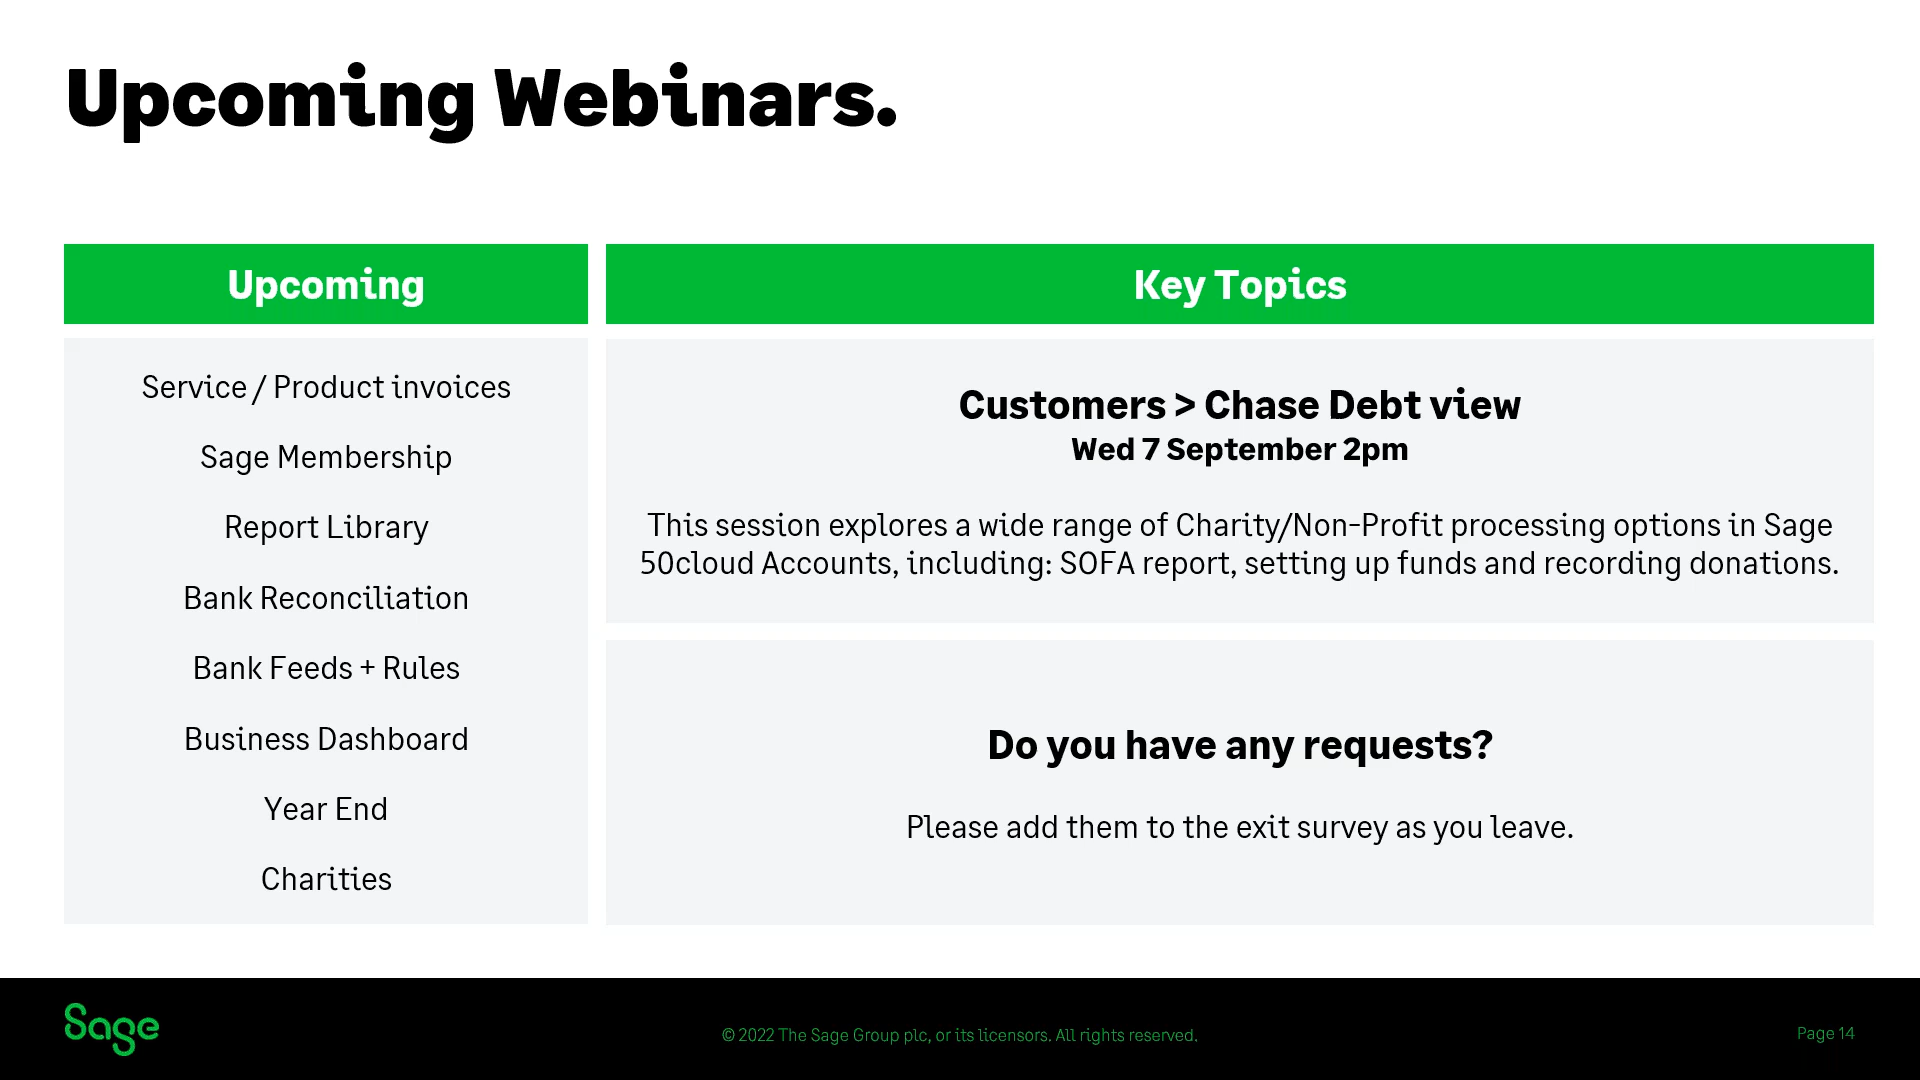 Upcoming Webinars.
Upcoming
Service / Product invoices
Sage Membership
Report Library
Bank Reconciliation
Bank Feeds + Rules
Business Dashboard
Year End
Charities
Key Topics
Customers > Chase Debt view
Wed 7 September 2pm
This session explores a wide range of Charity/Non-Profit processing options in Sage
50cloud Accounts, including: SOFA report, setting up funds and recording donations.
Do you have any requests?
Please add them to the exit survey as you leave.
Sage
© 2022 The Sage Group plc, or its licensors. All rights reserved.
Page 14